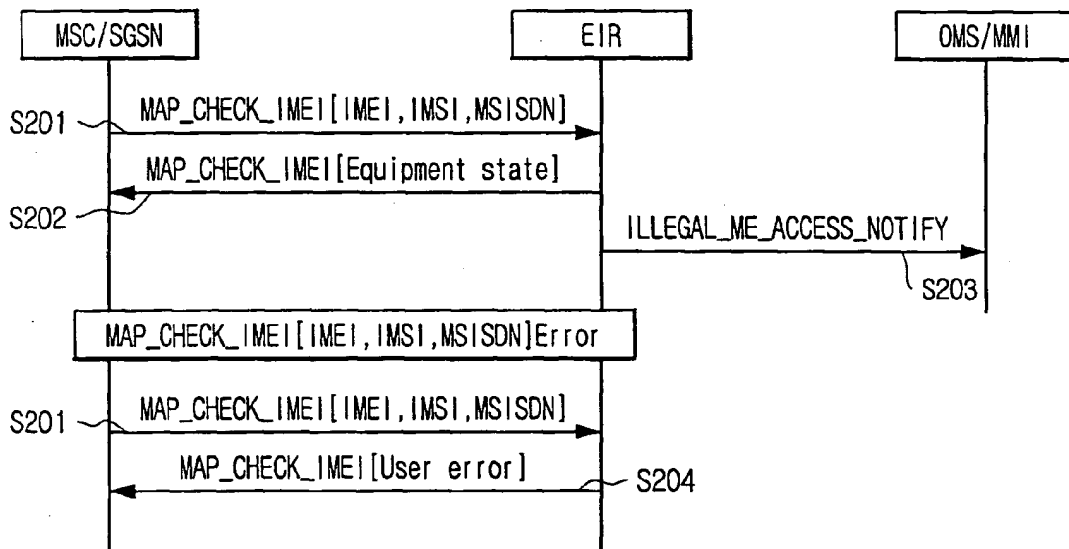 MSC/SGSN
EIR
OMS/MMI
S201
MAP_CHECK_IMEI[IMEI,IMSI,MSISDN]
MAP_CHECK_IMEI[Equipment state]
S202
ILLEGAL_ME_ACCESS_NOTIFY
S203
MAP_CHECK_IMEI[IMEI,IMSI,MSISDN]Error
S201
MAP_CHECK_IMEI[IMEI,IMSI,MSISDN]
MAP_CHECK_IMEI[User error]
S204